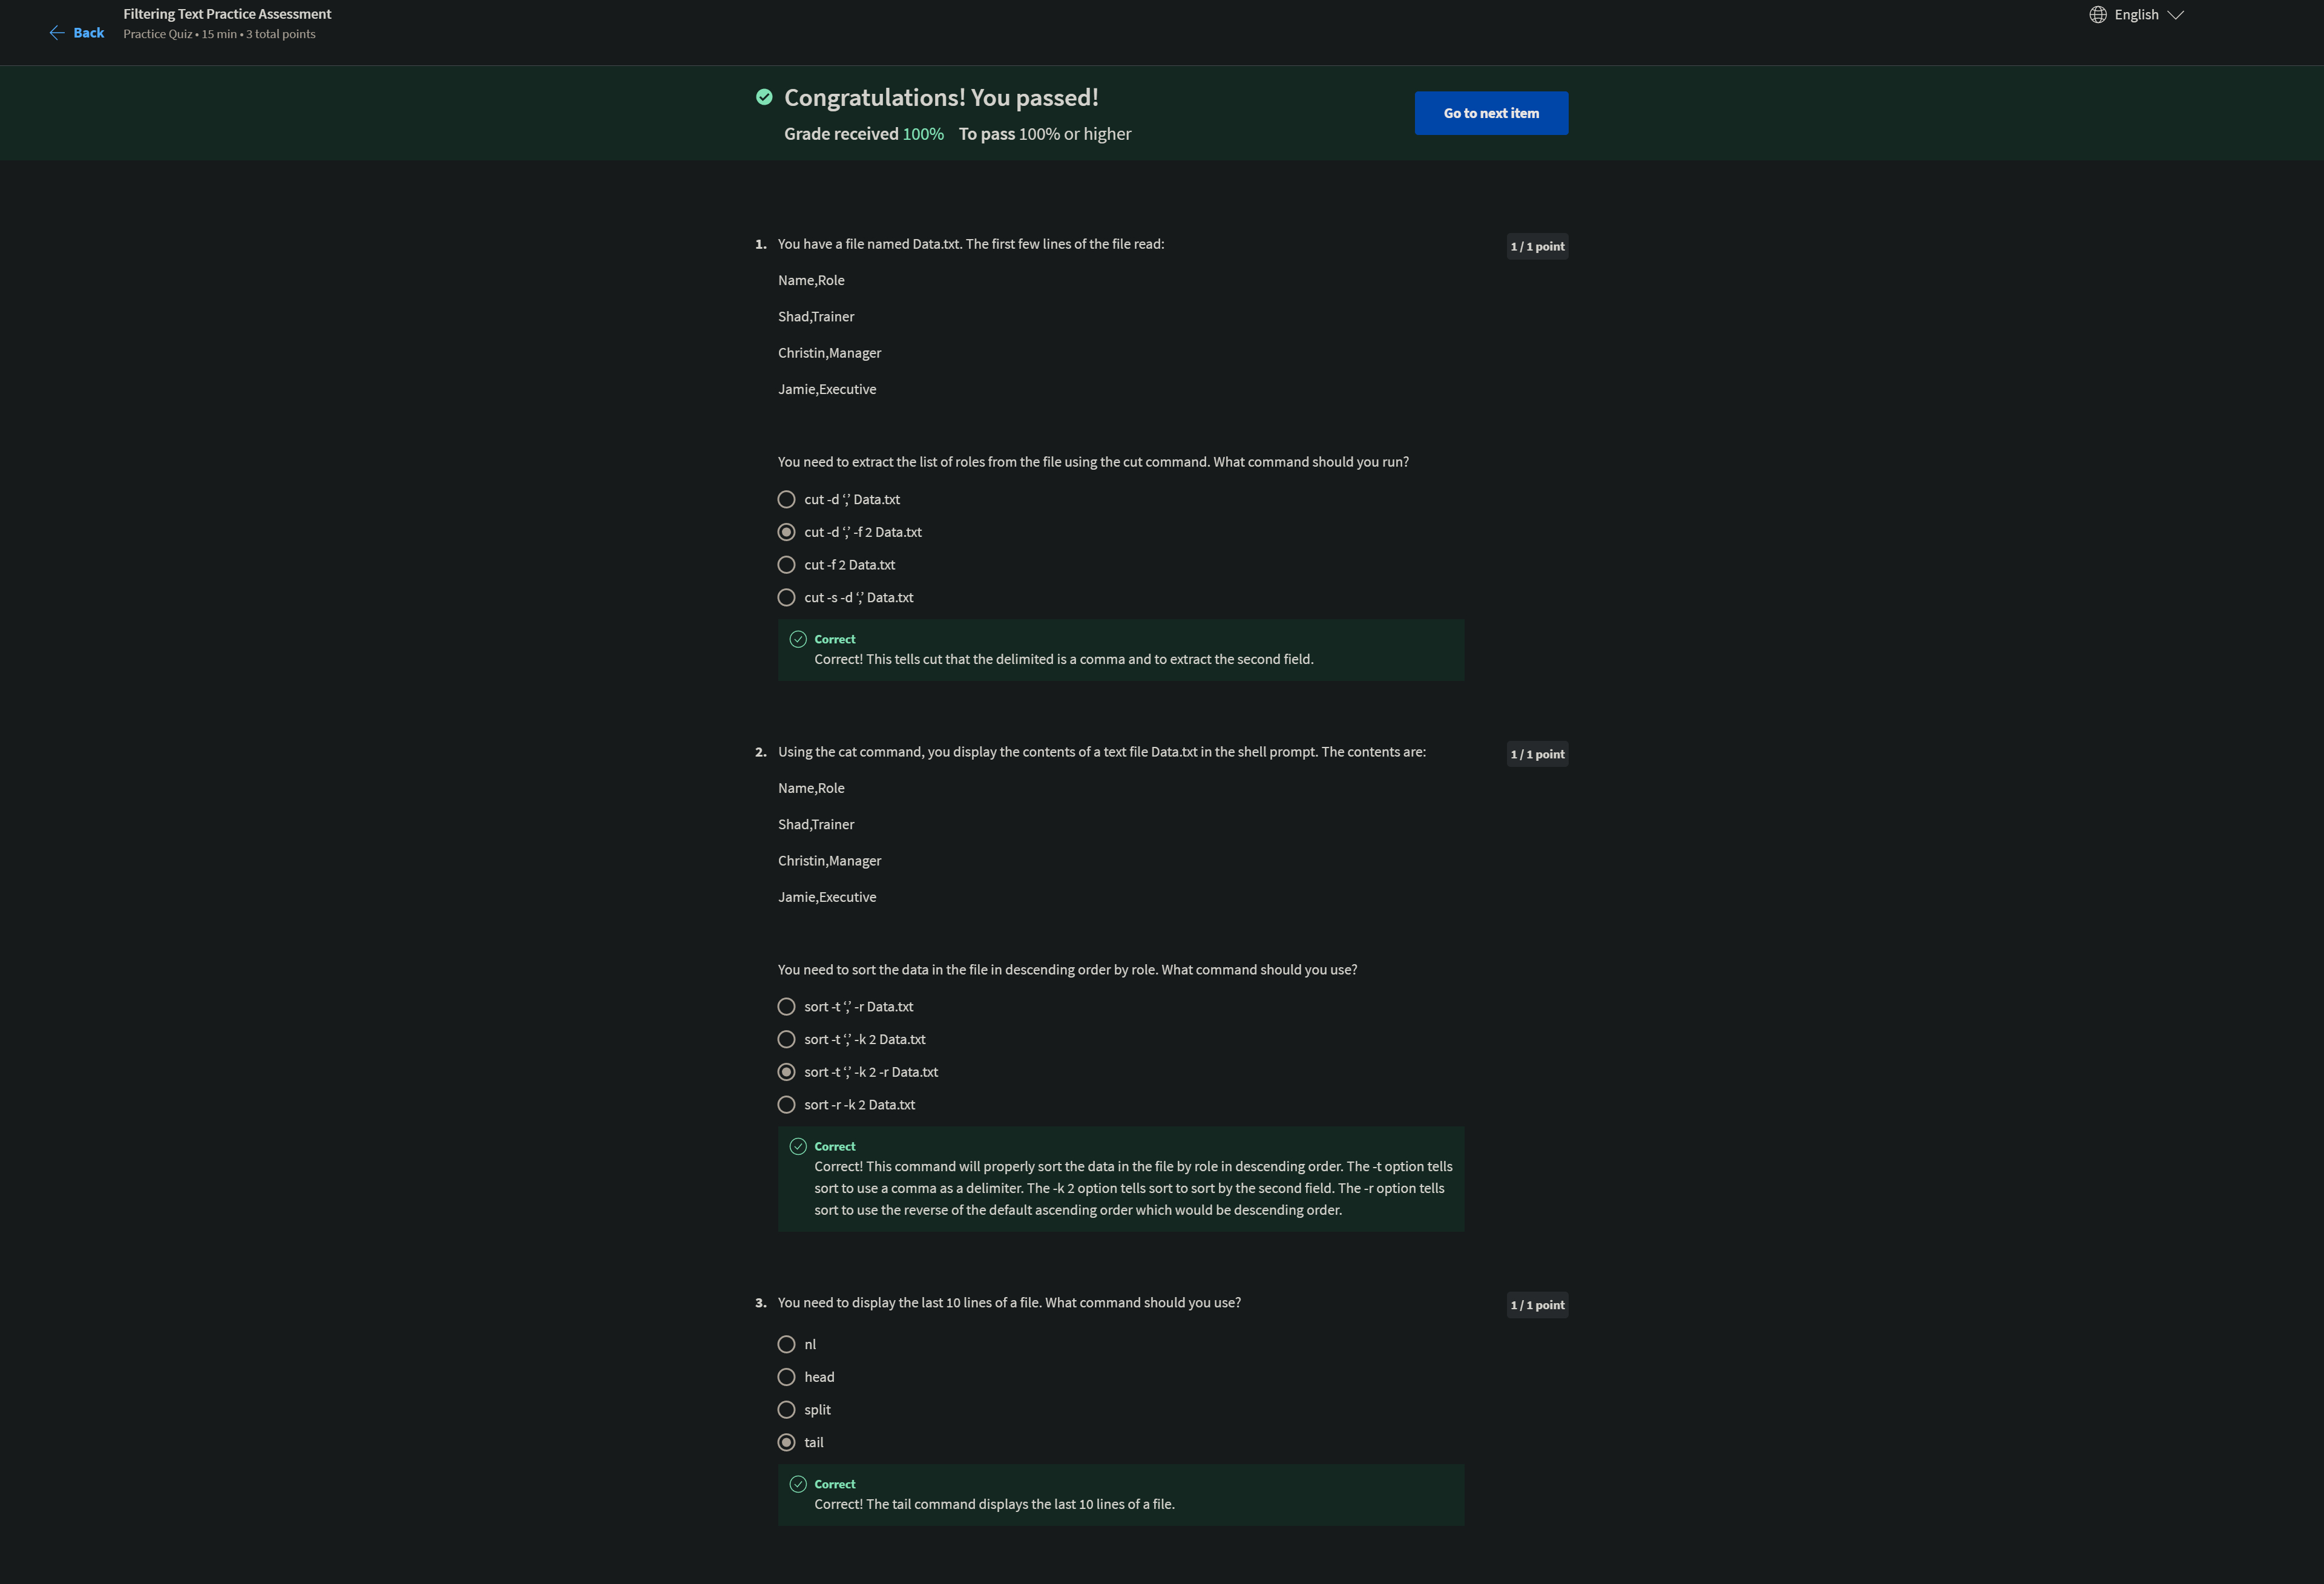 Back
Filtering Text Practice Assessment
Practice Quiz • 15 min • 3 total points
English
Congratulations! You passed!
Grade received 100% To pass 100% or higher
Go to next item
1. You have a file named Data.txt. The first few lines of the file read:
1 / 1 point
Name,Role
Shad,Trainer
Christin,Manager
Jamie,Executive
You need to extract the list of roles from the file using the cut command. What command should you run?
cut -d ‘,’ Data.txt
cut -d ‘,’ -f 2 Data.txt
cut -f 2 Data.txt
cut -s -d ‘,’ Data.txt
Correct
Correct! This tells cut that the delimited is a comma and to extract the second field.
2. Using the cat command, you display the contents of a text file Data.txt in the shell prompt. The contents are:
1 / 1 point
Name,Role
Shad,Trainer
Christin,Manager
Jamie,Executive
You need to sort the data in the file in descending order by role. What command should you use?
sort -t ‘,’ -r Data.txt
sort -t ‘,’ -k 2 Data.txt
sort -t ‘,’ -k 2 -r Data.txt
sort -r -k 2 Data.txt
Correct
Correct! This command will properly sort the data in the file by role in descending order. The -t option tells
sort to use a comma as a delimiter. The -k 2 option tells sort to sort by the second field. The -r option tells
sort to use the reverse of the default ascending order which would be descending order.
3. You need to display the last 10 lines of a file. What command should you use?
1 / 1 point
nl
head
split
tail
Correct
Correct! The tail command displays the last 10 lines of a file.